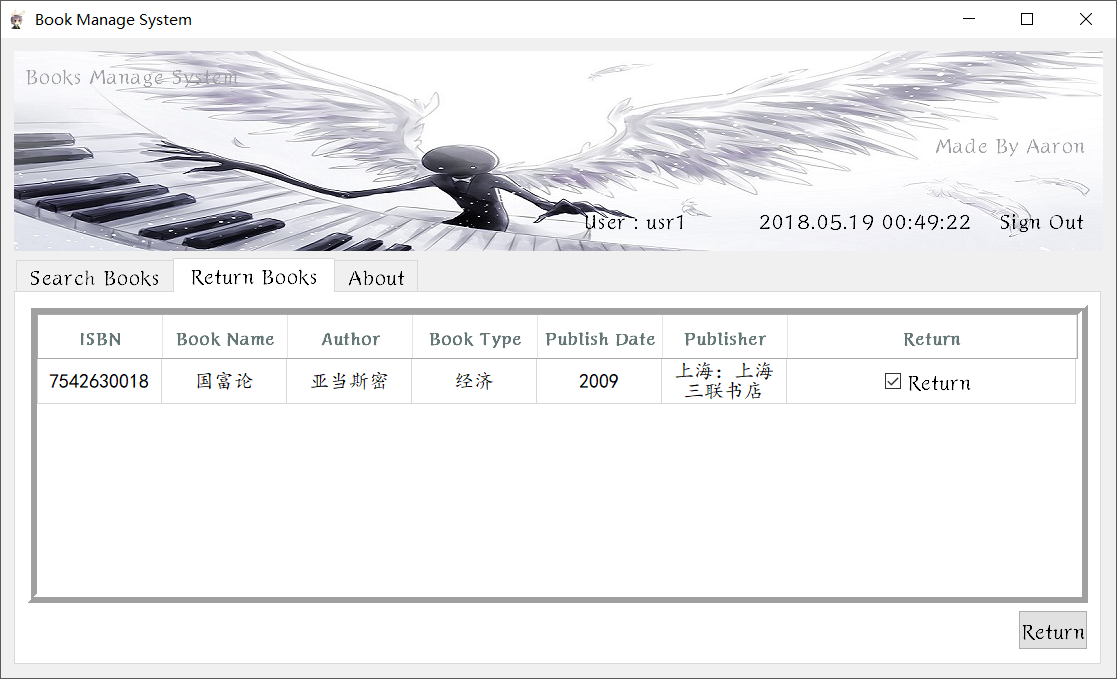 Book Manage System
Books Manage System
Made By Aaron
User : usr1 2018.05.19 00:49:22 Sign Out
Search Books Return Books About
ISBN Book Name Author Book Type Publish Date Publisher Return
7542630018 国富论 亚当斯密 经济 2009 上海：上海
三联书店 Return
Return